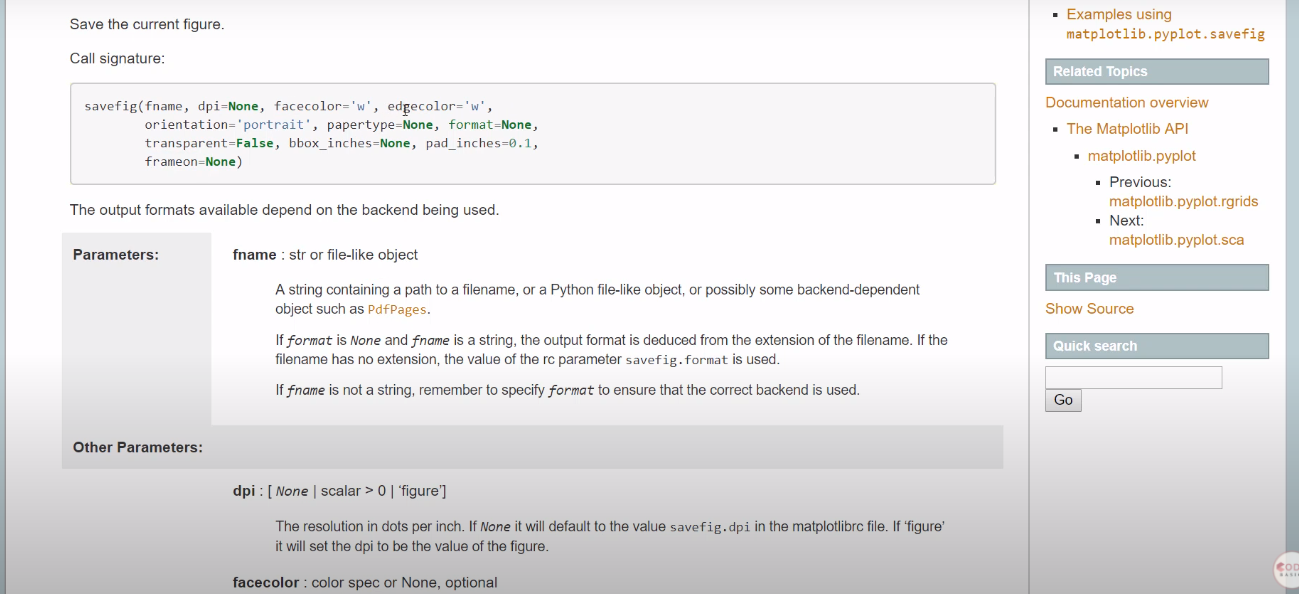 Save the current figure.
Call signature:
savefig(fname, dpi=None, facecolor='w', edgecolor='w',
orientation='portrait', papertype=None, format=None,
transparent=False, bbox_inches=None, pad_inches=0.1,
frameon=None)
The output formats available depend on the backend being used.
Parameters:
fname : str or file-like object
A string containing a path to a filename, or a Python file-like object, or possibly some backend-dependent
object such as PdfPages.
If format is None and fname is a string, the output format is deduced from the extension of the filename. If the
filename has no extension, the value of the rc parameter savefig.format is used.
If fname is not a string, remember to specify format to ensure that the correct backend is used.
Other Parameters:
dpi : [ None | scalar > 0 | ‘figure’]
The resolution in dots per inch. If None it will default to the value savefig.dpi in the matplotlibrc file. If ‘figure’
it will set the dpi to be the value of the figure.
facecolor : color spec or None, optional
Examples using
matplotlib.pyplot.savefig
Related Topics
Documentation overview
The Matplotlib API
matplotlib.pyplot
Previous:
matplotlib.pyplot.rgrids
Next:
matplotlib.pyplot.sca
This Page
Show Source
Quick search
Go